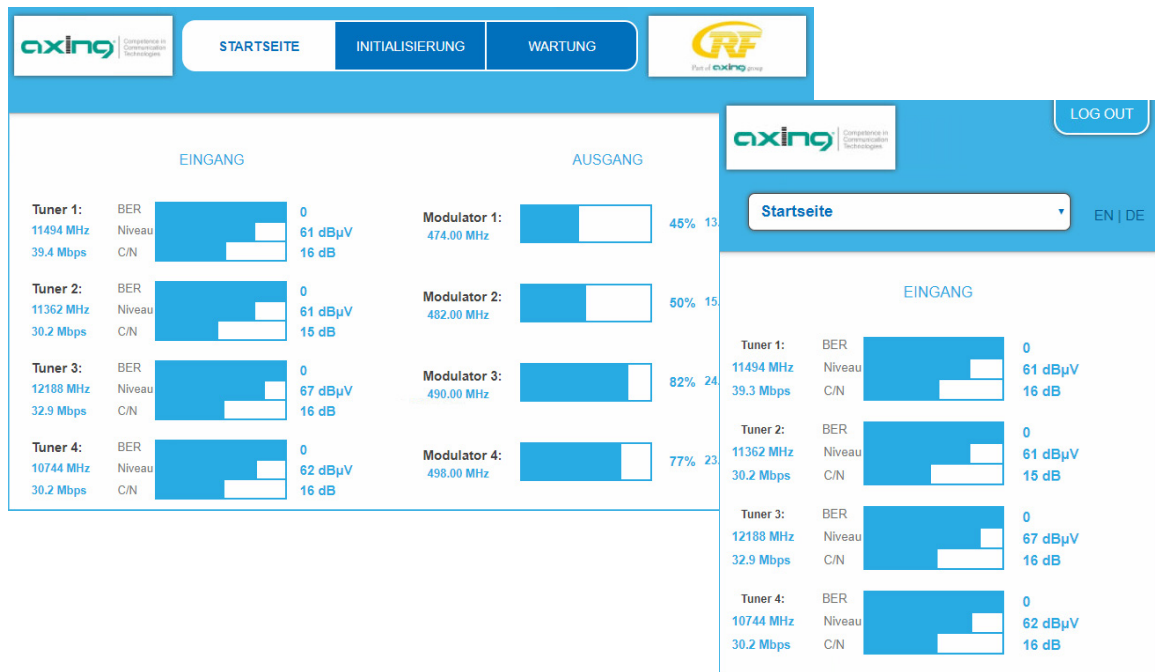 axing Competence in Communication Technologies
STARTSEITE INITIALISIERUNG WARTUNG
CRF
Part of axing group
EINGANG AUSGANG
Tuner 1: BER 0
11494 MHz Niveau 61 dBµV
39.4 Mbps C/N 16 dB
Modulator 1: 45% 13.
474.00 MHz
Tuner 2: BER 0
11362 MHz Niveau 61 dBµV
30.2 Mbps C/N 15 dB
Modulator 2: 50% 15.
482.00 MHz
Tuner 3: BER 0
12188 MHz Niveau 67 dBµV
32.9 Mbps C/N 16 dB
Modulator 3: 82% 24.
490.00 MHz
Tuner 4: BER 0
10744 MHz Niveau 62 dBµV
30.2 Mbps C/N 16 dB
Modulator 4: 77% 23.
498.00 MHz
LOG OUT
axing Competence in Communication Technologies
Startseite
EN | DE
EINGANG
Tuner 1: BER 0
11494 MHz Niveau 61 dBµV
39.3 Mbps C/N 16 dB
Tuner 2: BER 0
11362 MHz Niveau 61 dBµV
30.2 Mbps C/N 15 dB
Tuner 3: BER 0
12188 MHz Niveau 67 dBµV
32.9 Mbps C/N 16 dB
Tuner 4: BER 0
10744 MHz Niveau 62 dBµV
30.2 Mbps C/N 16 dB